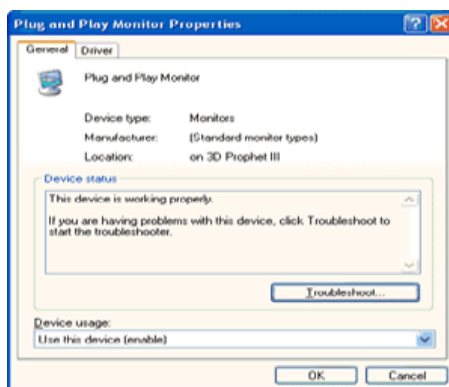 Plug and Play Monitor Properties
General Driver
Plug and Play Monitor
Device type: Monitors
Manufacturer: (Standard monitor types)
Location: on 3D Prophet III
Device status
This device is working properly.
If you are having problems with this device, click Troubleshoot to
start the troubleshooter.
Troubleshoot...
Device usage:
Use this device (enable)
OK Cancel